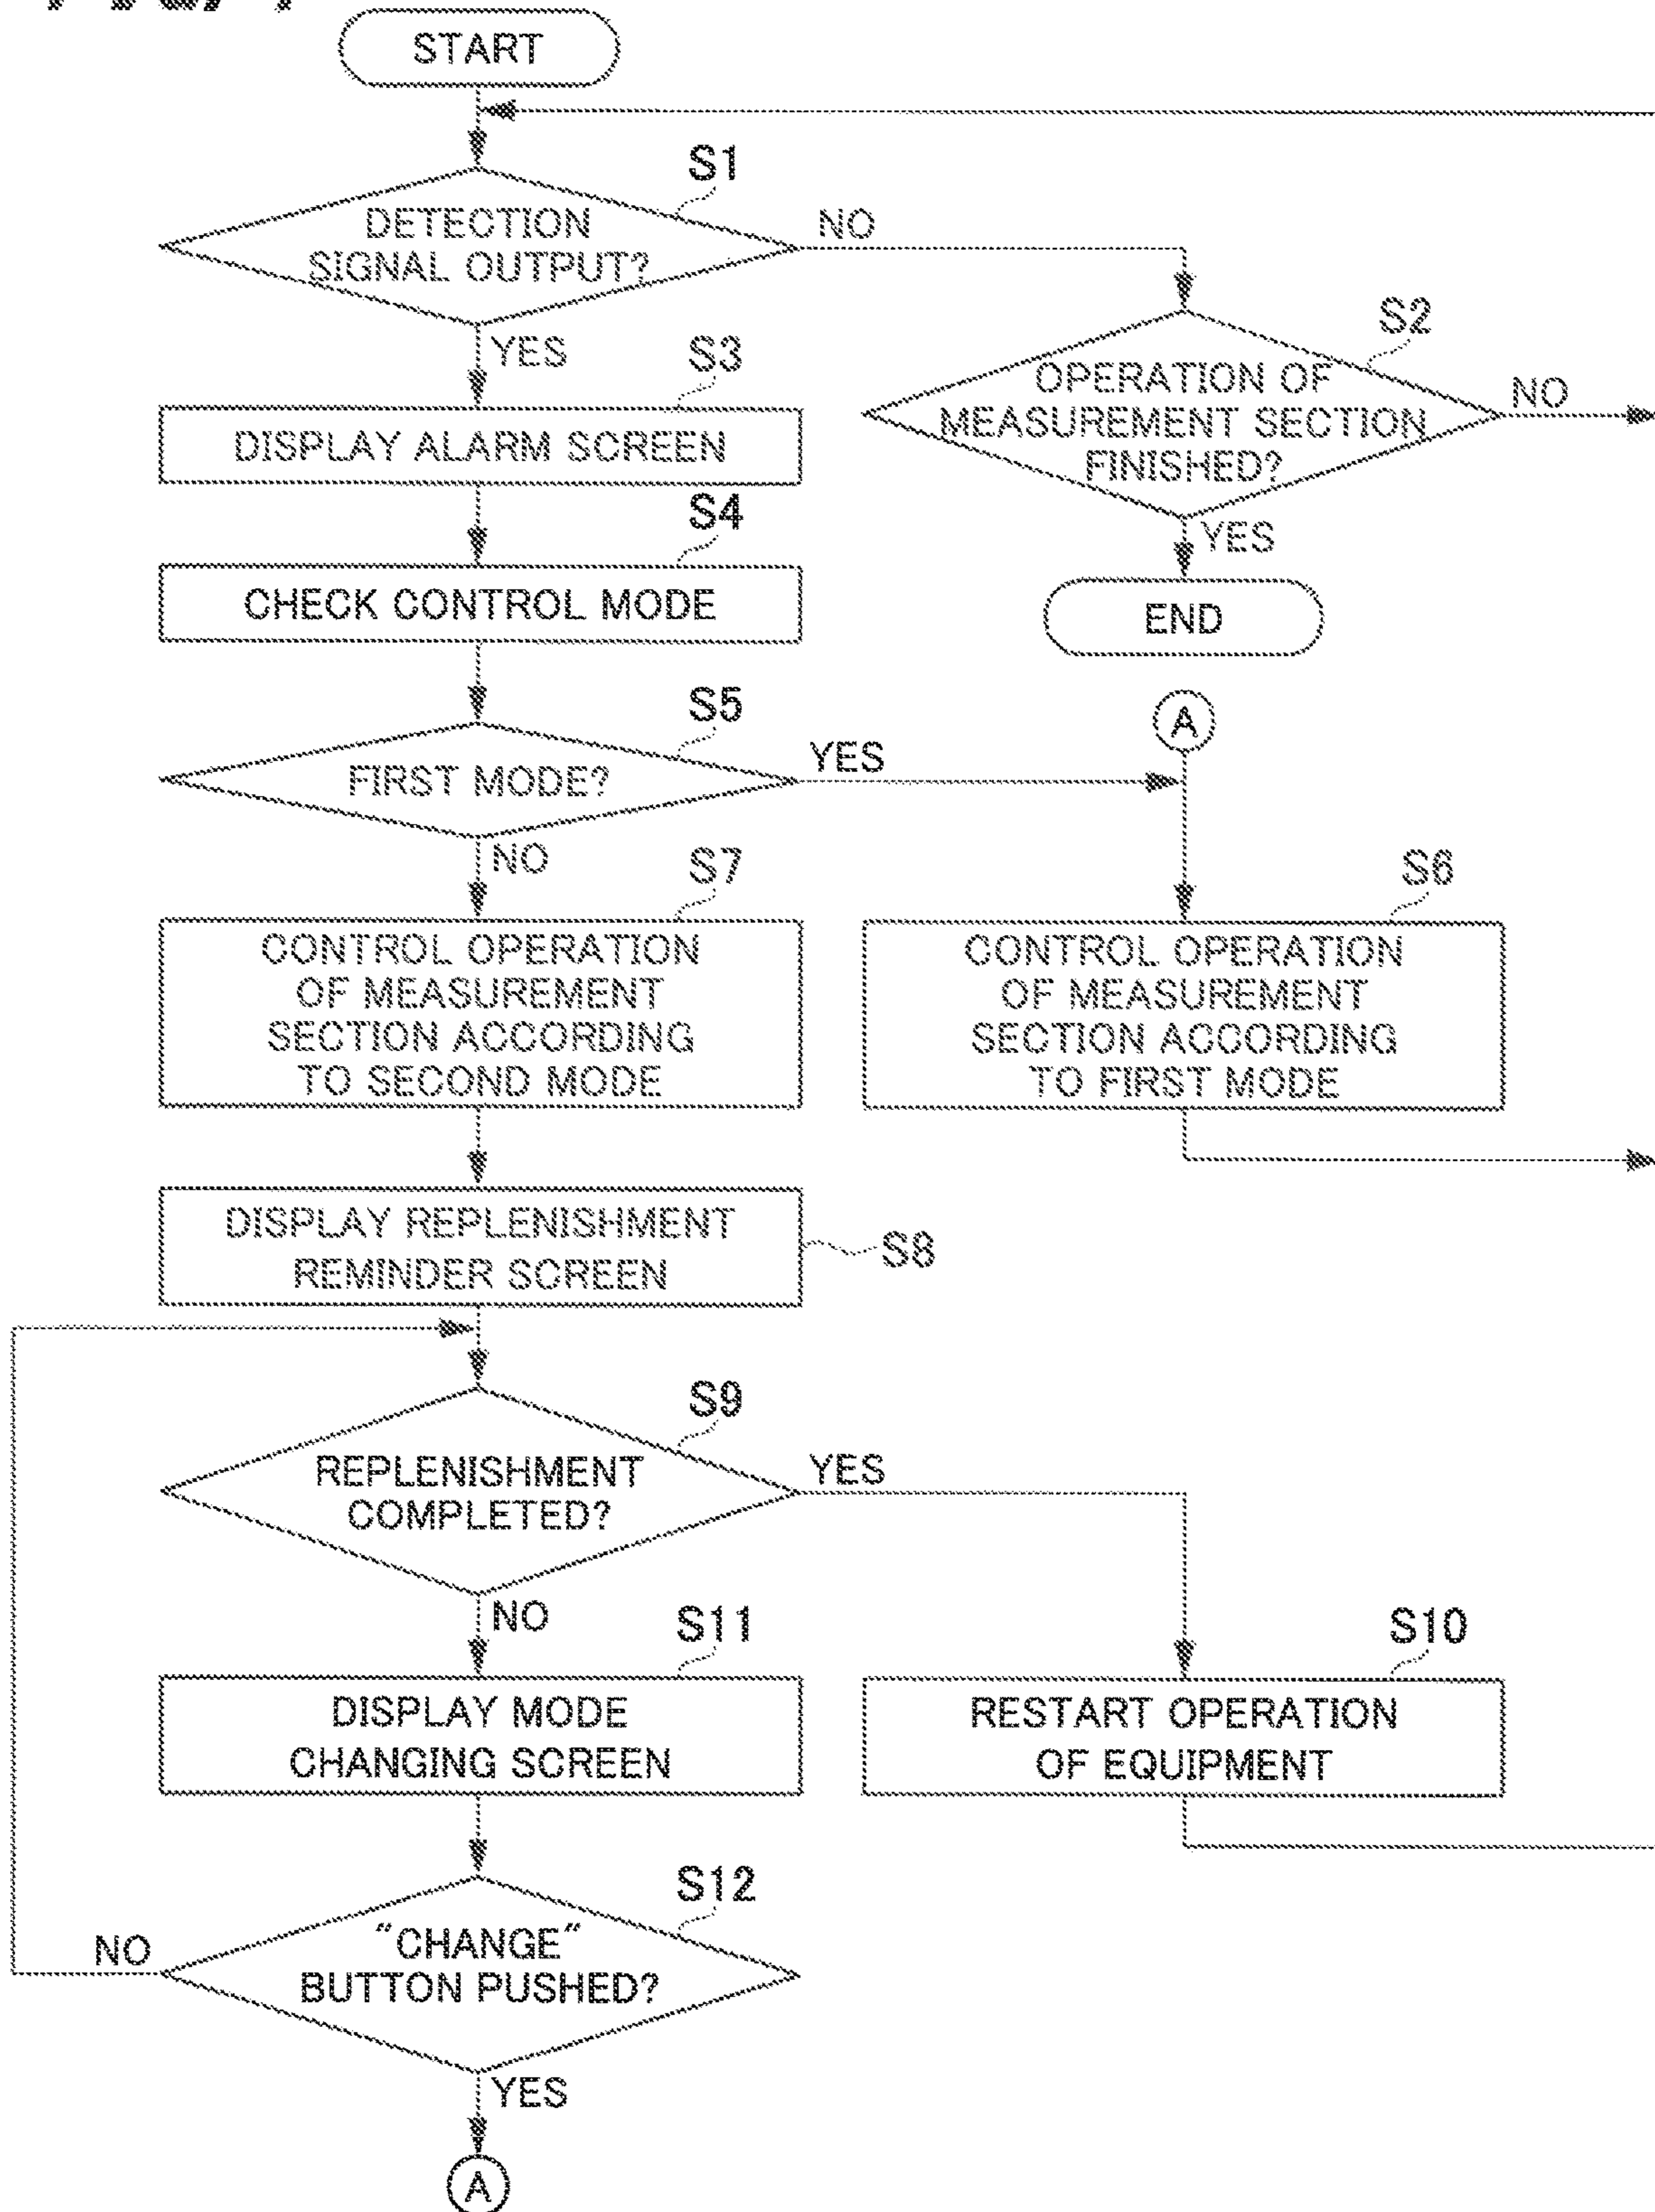 START
S1
DETECTION
SIGNAL OUTPUT?
NO
YES
S2
OPERATION OF
MEASUREMENT SECTION
FINISHED?
NO
YES
END
S3
DISPLAY ALARM SCREEN
S4
CHECK CONTROL MODE
S5
FIRST MODE?
YES
NO
A
S7
CONTROL OPERATION
OF MEASUREMENT
SECTION ACCORDING
TO SECOND MODE
S6
CONTROL OPERATION
OF MEASUREMENT
SECTION ACCORDING
TO FIRST MODE
DISPLAY REPLENISHMENT
REMINDER SCREEN
S8
S9
REPLENISHMENT
COMPLETED?
YES
NO
S11
DISPLAY MODE
CHANGING SCREEN
S10
RESTART OPERATION
OF EQUIPMENT
S12
“CHANGE“
BUTTON PUSHED?
NO
YES
A